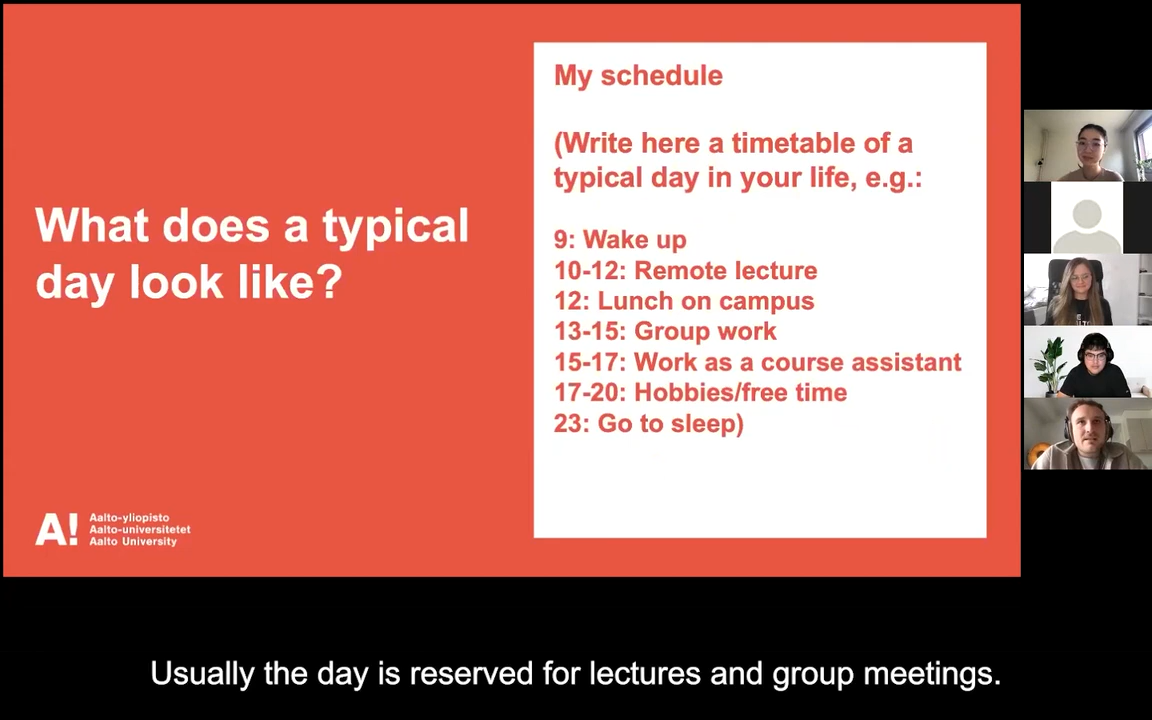 What does a typical
day look like?
My schedule
(Write here a timetable of a
typical day in your life, e.g.:
9: Wake up
10-12: Remote lecture
12: Lunch on campus
13-15: Group work
15-17: Work as a course assistant
17-20: Hobbies/free time
23: Go to sleep)
A!
Aalto-yliopisto
Aalto-universitetet
Aalto University
Usually the day is reserved for lectures and group meetings.